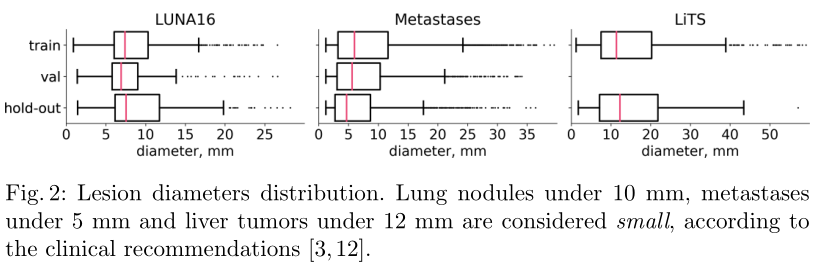 LUNA16 Metastases LiTS
train
val
hold-out
0 5 10 15 20 25 0 5 10 15 20 25 30 35 0 10 20 30 40 50
diameter, mm diameter, mm diameter, mm
Fig. 2: Lesion diameters distribution. Lung nodules under 10 mm, metastases
under 5 mm and liver tumors under 12 mm are considered small, according to
the clinical recommendations [3, 12].